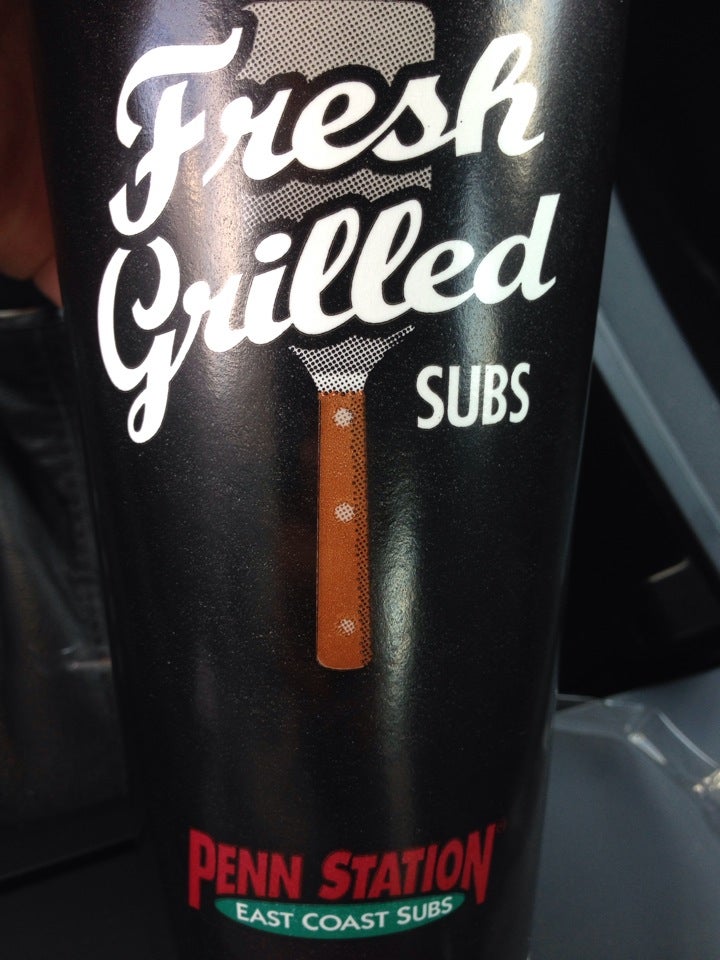 Fresh
Grilled
SUBS
PENN STATION®
EAST COAST SUBS